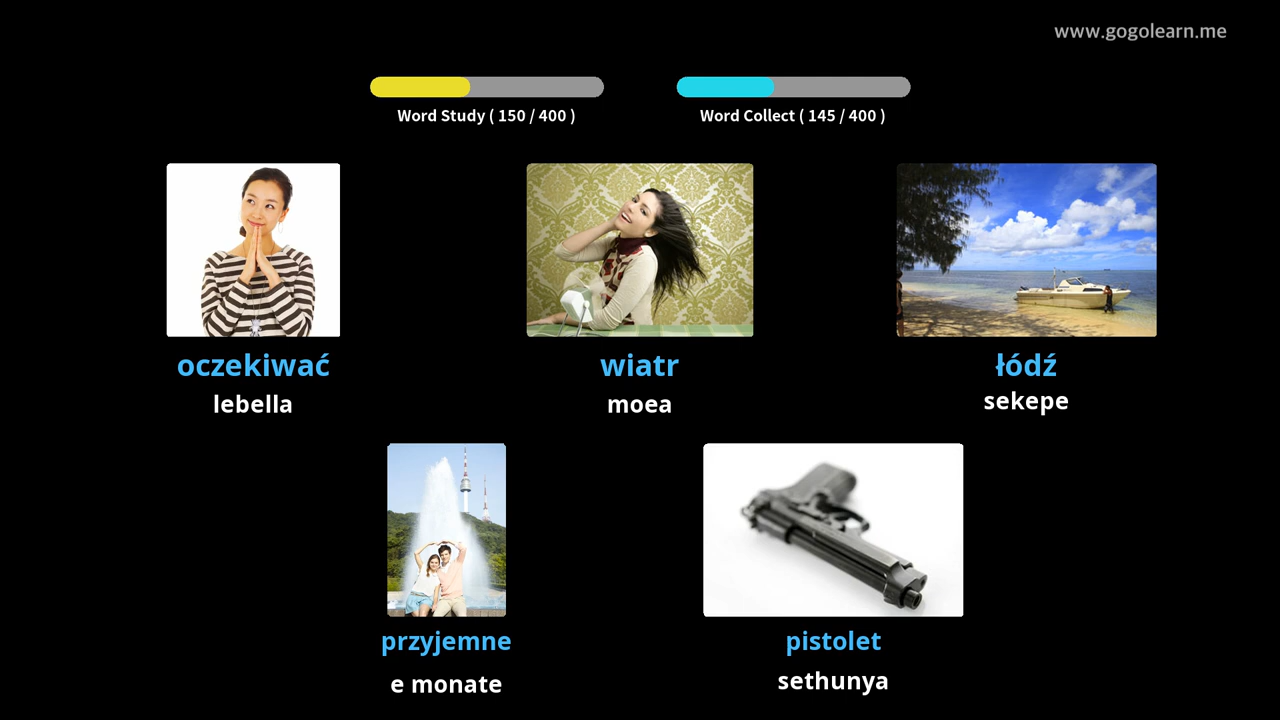 www.gogolearn.me
Word Study ( 150 / 400 )
Word Collect ( 145 / 400 )
oczekiwać
lebella
wiatr
moea
łódź
sekepe
przyjemne
e monate
pistolet
sethunya